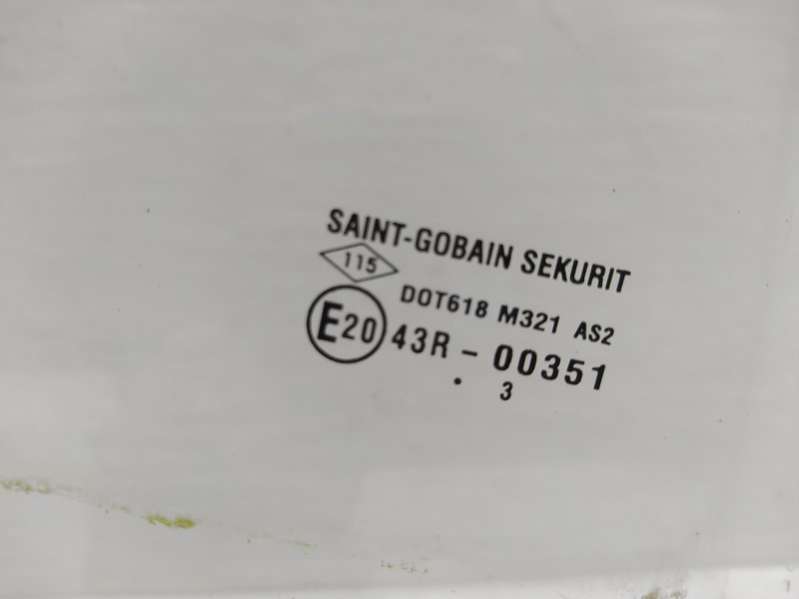 SAINT-GOBAIN SEKURIT
115
DOT618 M321 AS2
E20 43R - 00351
. 3